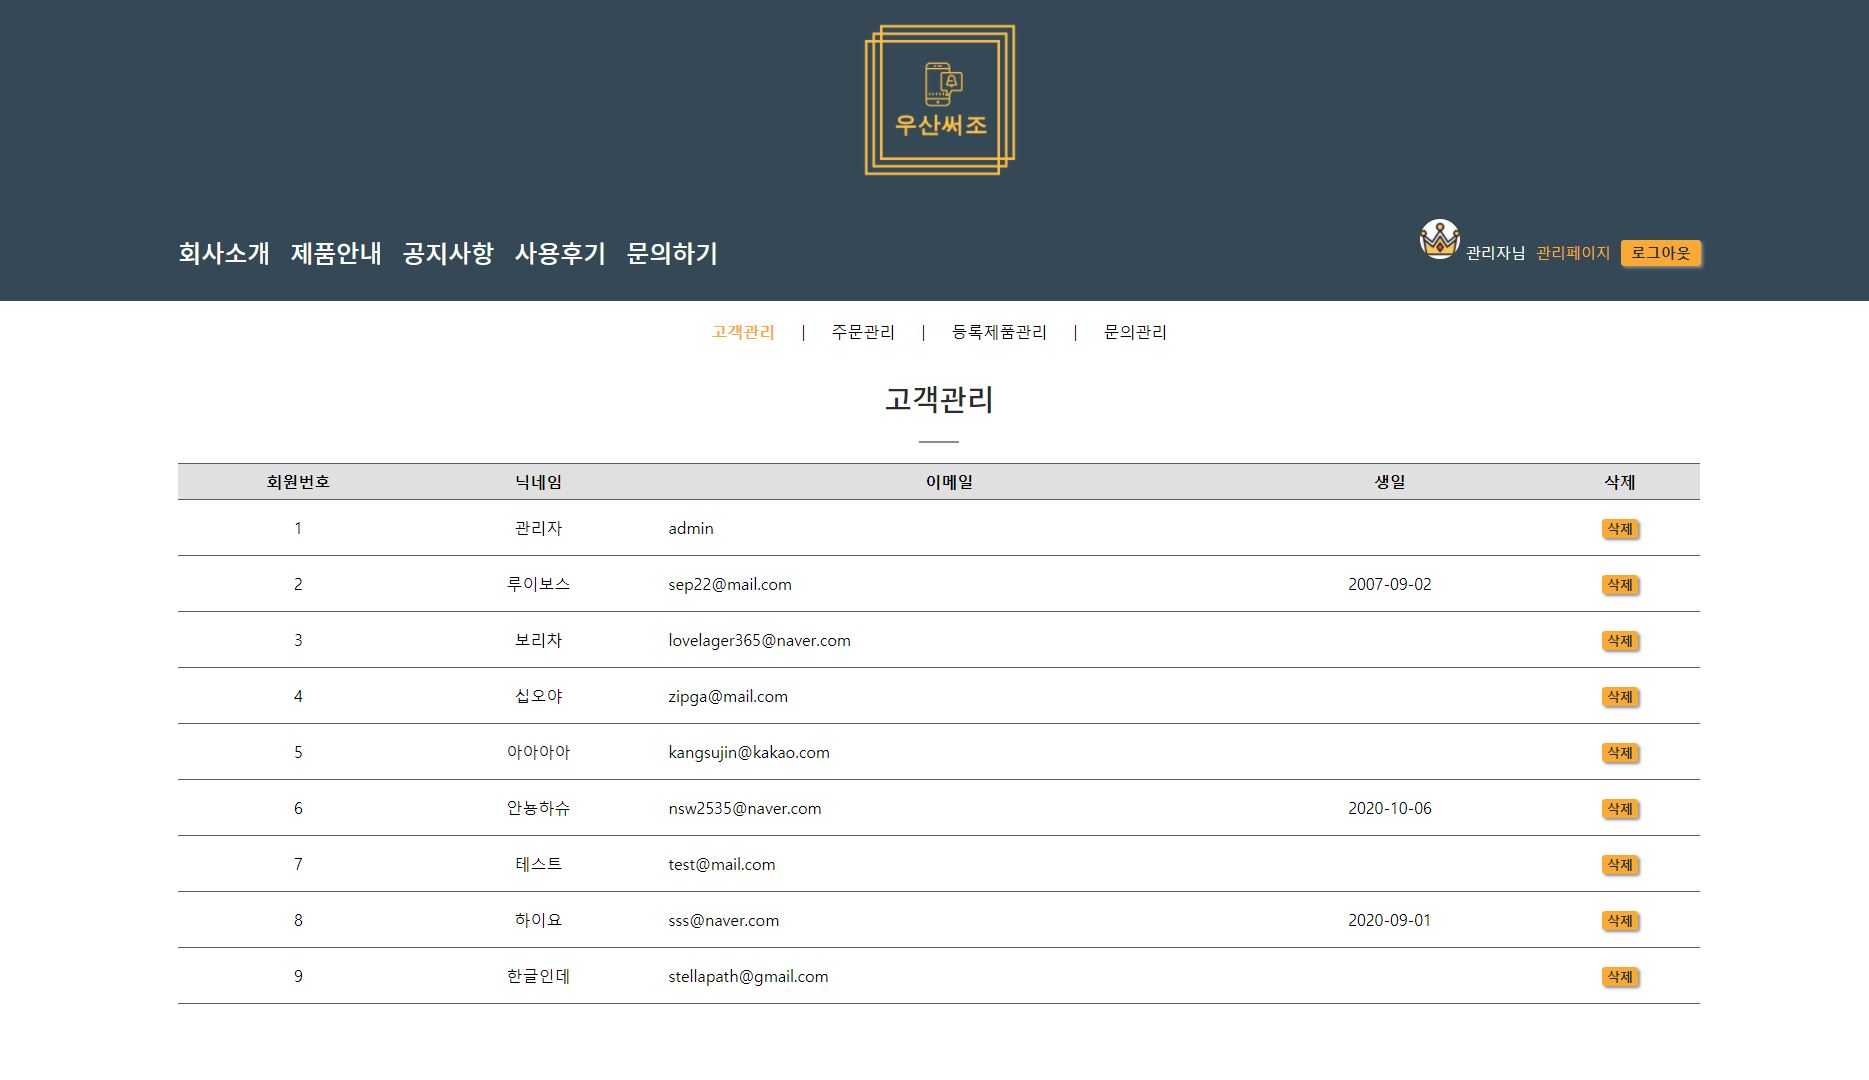 우산써조
회사소개 제품안내 공지사항 사용후기 문의하기 관리자님 관리페이지 로그아웃
고객관리 | 주문관리 | 등록제품관리 | 문의관리
고객관리
회원번호 닉네임 이메일 생일 삭제
1 관리자 admin 삭제
2 루이보스 sep22@mail.com 2007-09-02 삭제
3 보리차 lovelager365@naver.com 삭제
4 십오야 zipga@mail.com 삭제
5 아아아아 kangsujin@kakao.com 삭제
6 안뇽하슈 nsw2535@naver.com 2020-10-06 삭제
7 테스트 test@mail.com 삭제
8 하이요 sss@naver.com 2020-09-01 삭제
9 한글인데 stellapath@gmail.com 삭제